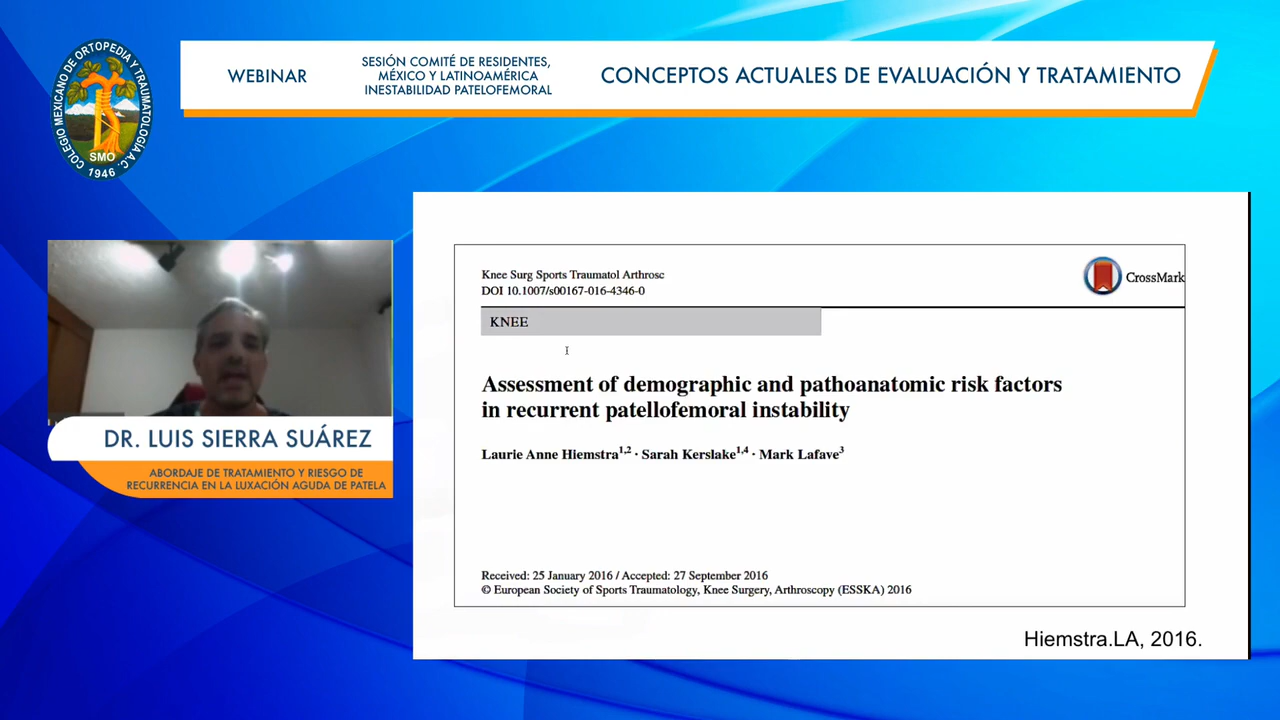 COLEGIO MEXICANO DE ORTOPEDIA Y TRAUMATOLOGIA A.C.
SMO
1946
WEBINAR
SESIÓN COMITÉ DE RESIDENTES,
MÉXICO Y LATINOAMÉRICA
INESTABILIDAD PATELOFEMORAL
CONCEPTOS ACTUALES DE EVALUACIÓN Y TRATAMIENTO
DR. LUIS SIERRA SUÁREZ
ABORDAJE DE TRATAMIENTO Y RIESGO DE
RECURRENCIA EN LA LUXACIÓN AGUDA DE PATELA
Knee Surg Sports Traumatol Arthrosc
DOI 10.1007/s00167-016-4346-0
CrossMark
KNEE
Assessment of demographic and pathoanatomic risk factors
in recurrent patellofemoral instability
Laurie Anne Hiemstra1,2 · Sarah Kerslake1,4 · Mark Lafave3
Received: 25 January 2016 / Accepted: 27 September 2016
© European Society of Sports Traumatology, Knee Surgery, Arthroscopy (ESSKA) 2016
Hiemstra.LA, 2016.